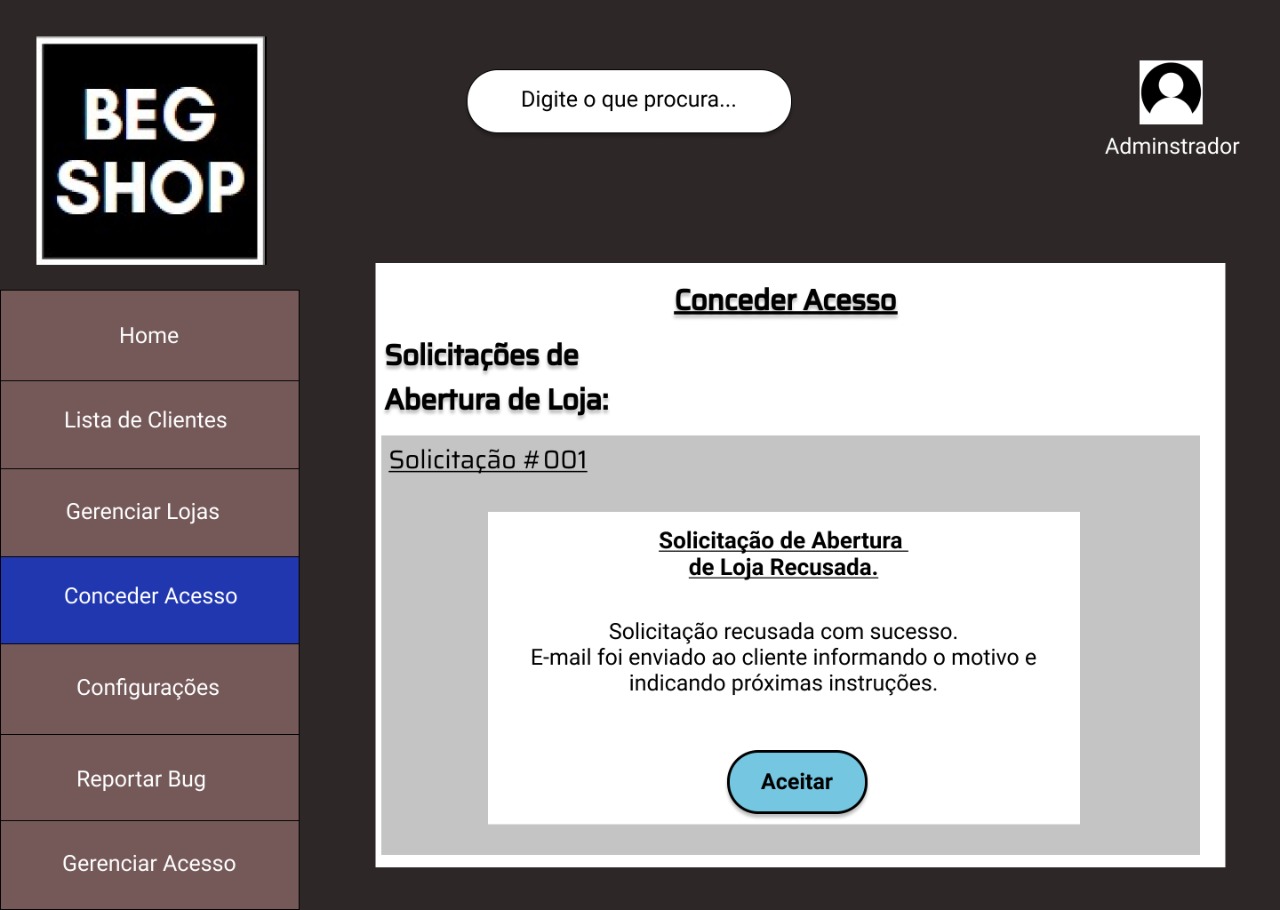 BEG
SHOP
Digite o que procura...
Adminstrador
Home
Lista de Clientes
Gerenciar Lojas
Conceder Acesso
Configurações
Reportar Bug
Gerenciar Acesso
Conceder Acesso
Solicitações de
Abertura de Loja:
Solicitação #001
Solicitação de Abertura
de Loja Recusada.
Solicitação recusada com sucesso.
E-mail foi enviado ao cliente informando o motivo e
indicando próximas instruções.
Aceitar